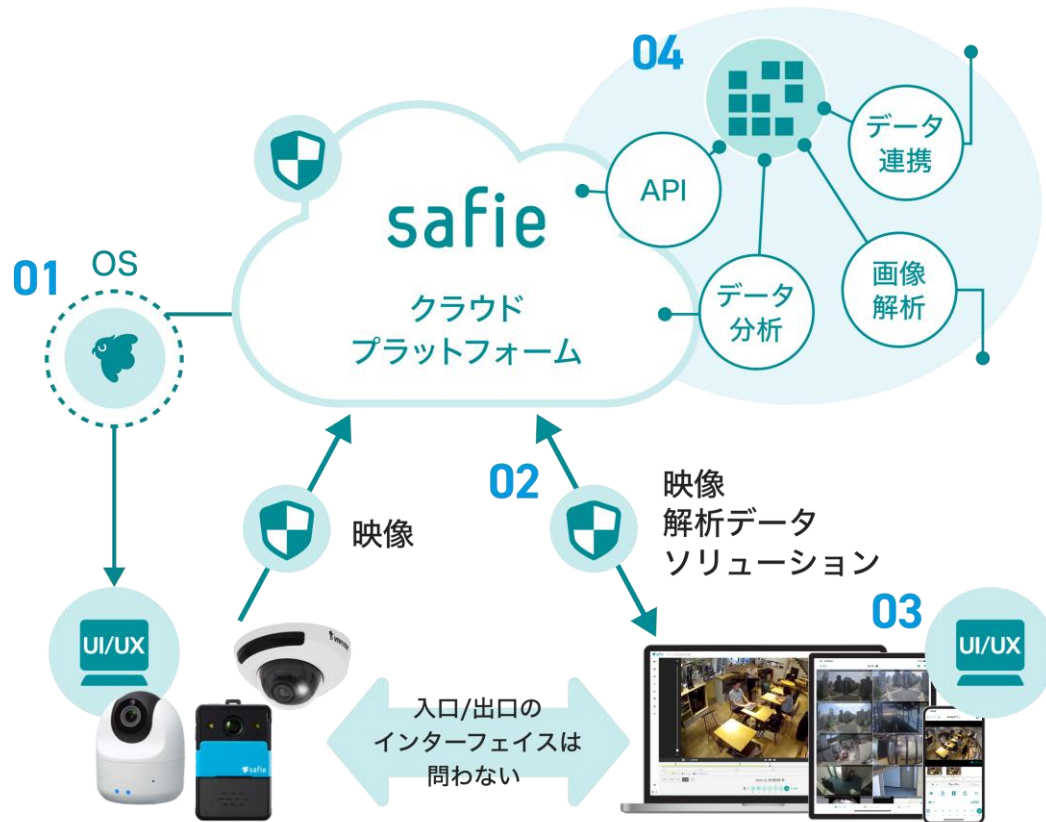 04
データ
連携
API
safie
クラウド
プラットフォーム
データ
分析
画像
解析
01
OS
02
映像
映像
解析データ
ソリューション
03
UI/UX
UI/UX
入口/出口の
インターフェイスは
問わない
safie
safie
VIVOTEK